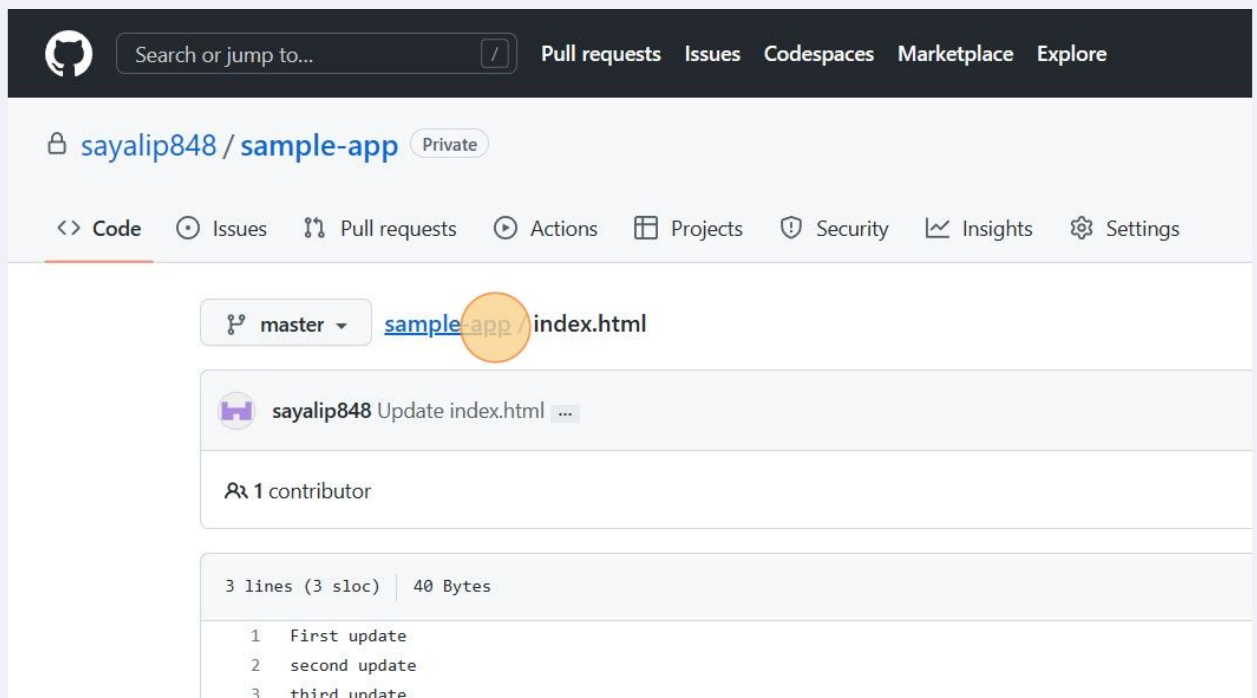 Search or jump to... / Pull requests Issues Codespaces Marketplace Explore
sayalip848 / sample-app Private
<> Code Issues Pull requests Actions Projects Security Insights Settings
master sample-app / index.html
sayalip848 Update index.html ...
1 contributor
3 lines (3 sloc) 40 Bytes
1 First update
2 second update
3 third update